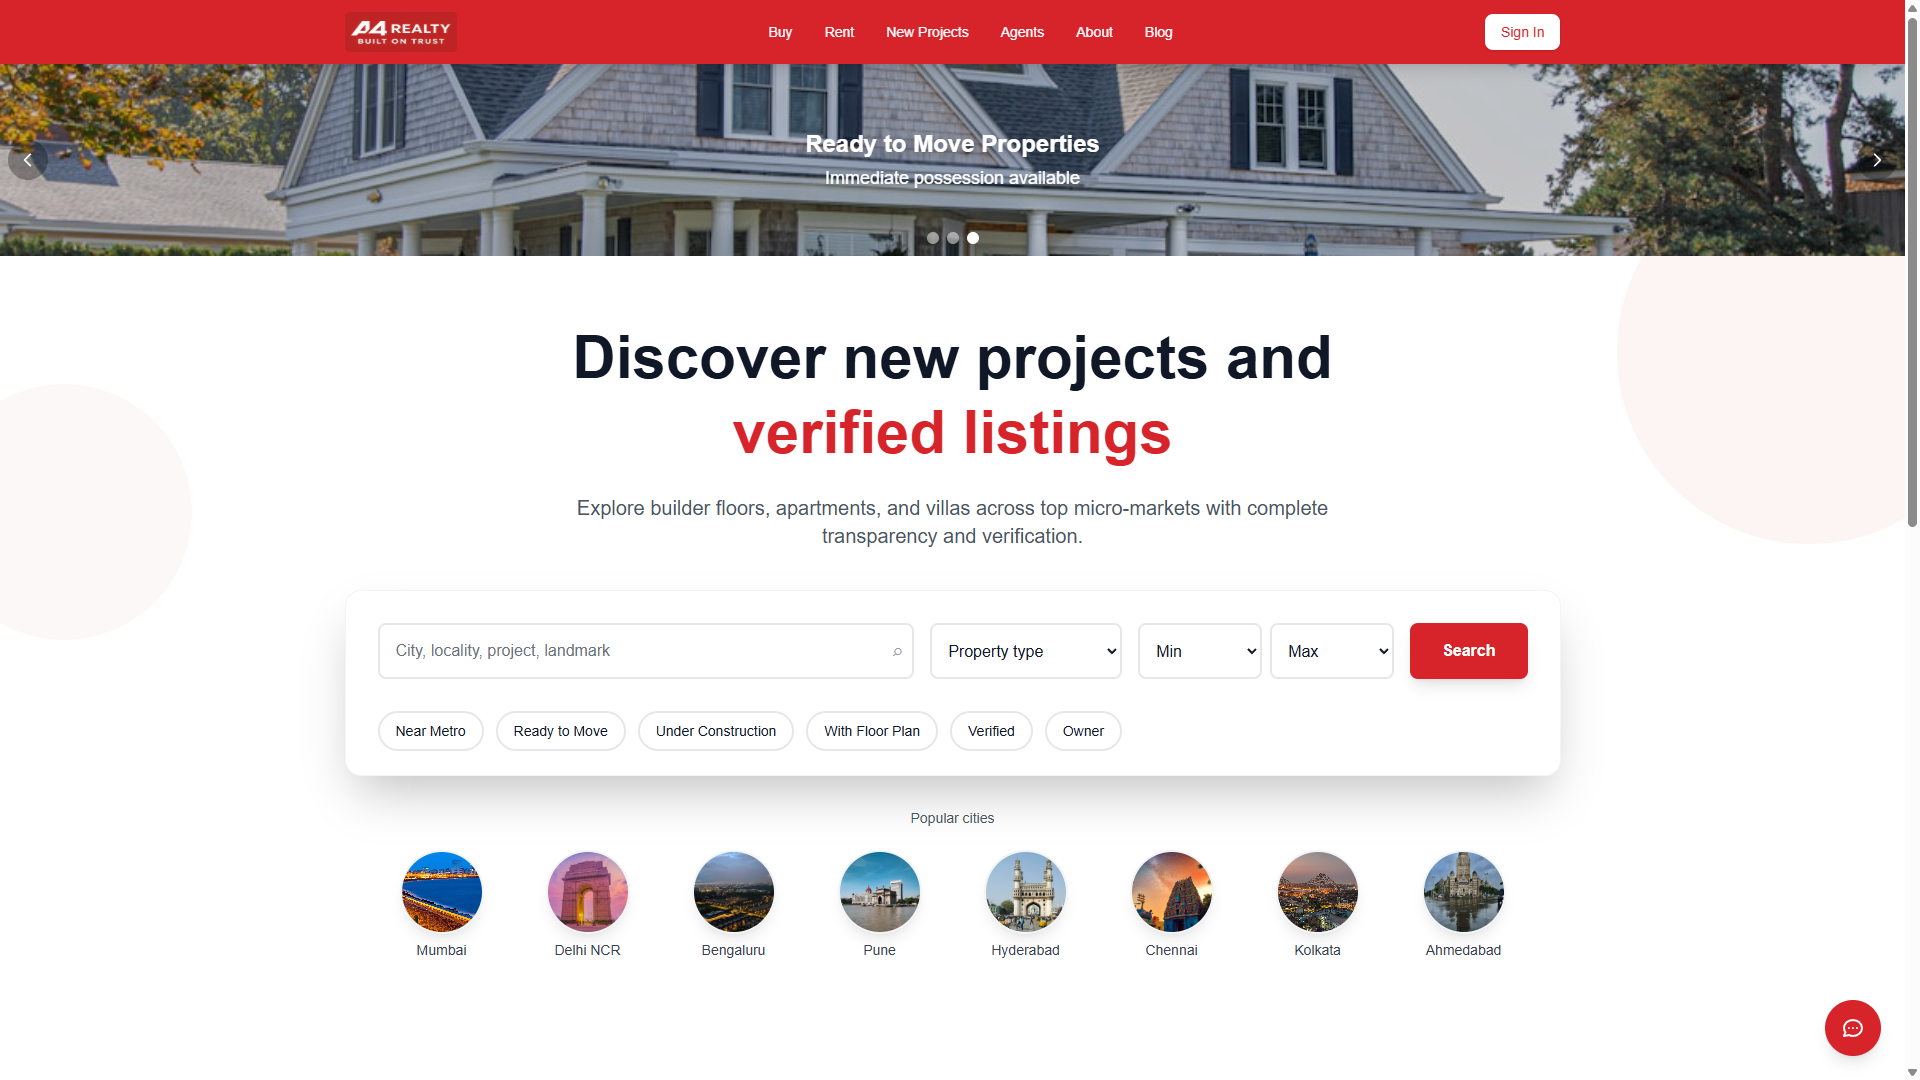 A4 REALTY
BUILT ON TRUST
Buy
Rent
New Projects
Agents
About
Blog
Sign In
Ready to Move Properties
Immediate possession available
Discover new projects and
verified listings
Explore builder floors, apartments, and villas across top micro-markets with complete
transparency and verification.
City, locality, project, landmark
Property type
Min
Max
Search
Near Metro
Ready to Move
Under Construction
With Floor Plan
Verified
Owner
Popular cities
Mumbai
Delhi NCR
Bengaluru
Pune
Hyderabad
Chennai
Kolkata
Ahmedabad